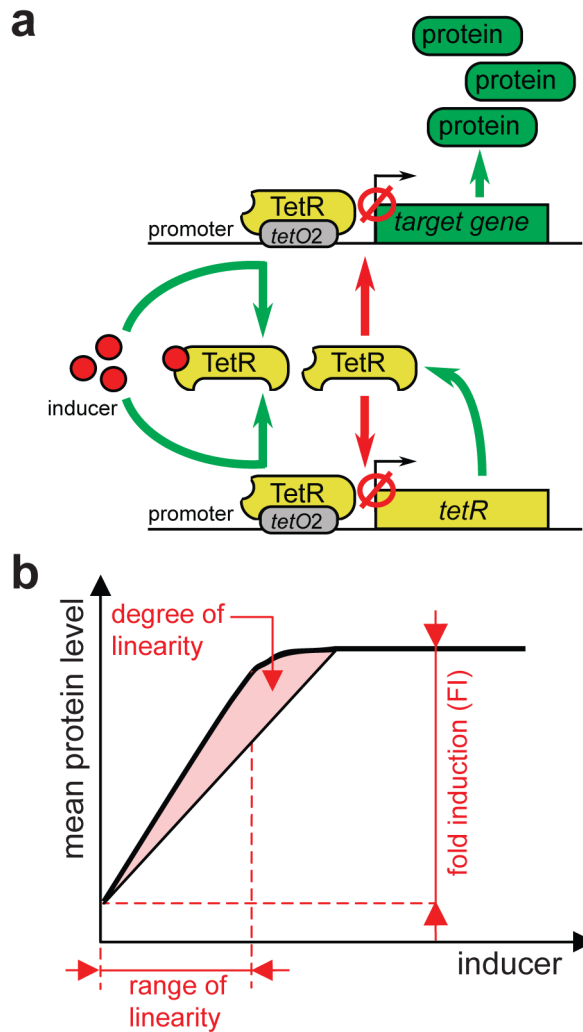 a
protein
protein
protein
TetR
tetO2
promoter
target gene
TetR
TetR
inducer
TetR
tetO2
promoter
tetR
b
degree of
linearity
mean protein level
fold induction (FI)
inducer
range of
linearity